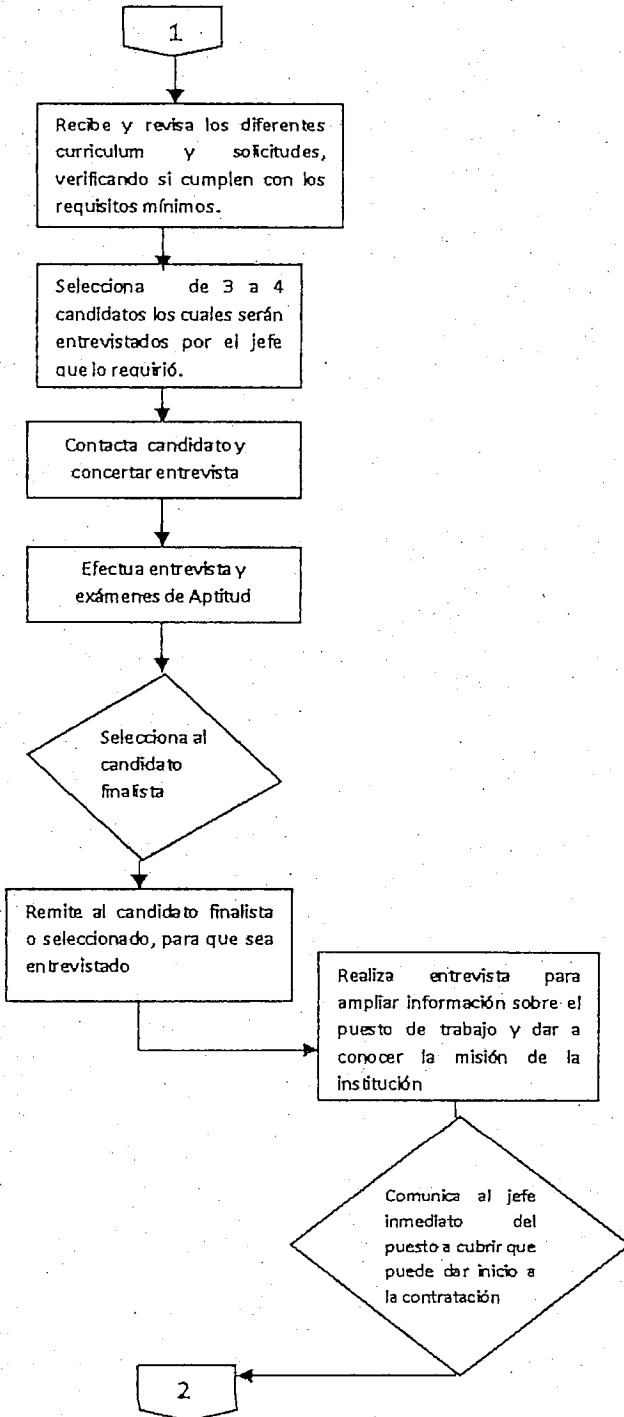 1
Recibe y revisa los diferentes
curriculum y solicitudes,
verificando si cumplen con los
requisitos mínimos.
Selecciona de 3 a 4
candidatos los cuales serán
entrevistados por el jefe
que lo requirió.
Contacta candidato y
concertar entrevista
Efectua entrevista y
exámenes de Aptitud
Selecciona al
candidato
finalista
Remite al candidato finalista
o seleccionado, para que sea
entrevistado
Realiza entrevista para
ampliar información sobre el
puesto de trabajo y dar a
conocer la misión de la
institución
Comunica al jefe
inmediato del
puesto a cubrir que
puede dar inicio a
la contratación
2